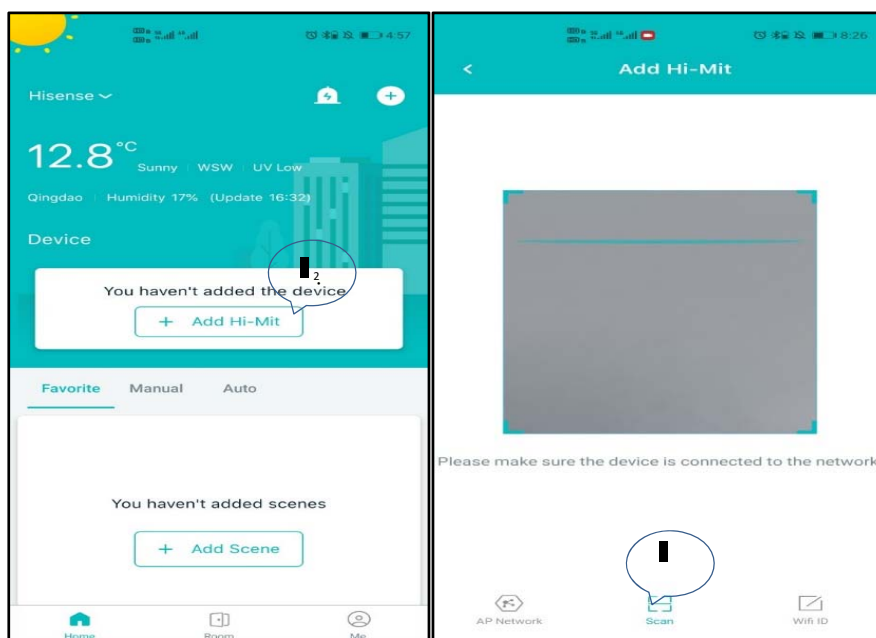 4:57
Hisense
12.8°C
Sunny WSW UV Low
Qingdao Humidity 17% (Update 16:32)
Device
2.
You haven't added the device
+ Add Hi-Mit
Favorite Manual Auto
You haven't added scenes
+ Add Scene
Home Room Me
8:26
< Add Hi-Mit
Please make sure the device is connected to the network
AP Network Scan Wifi ID